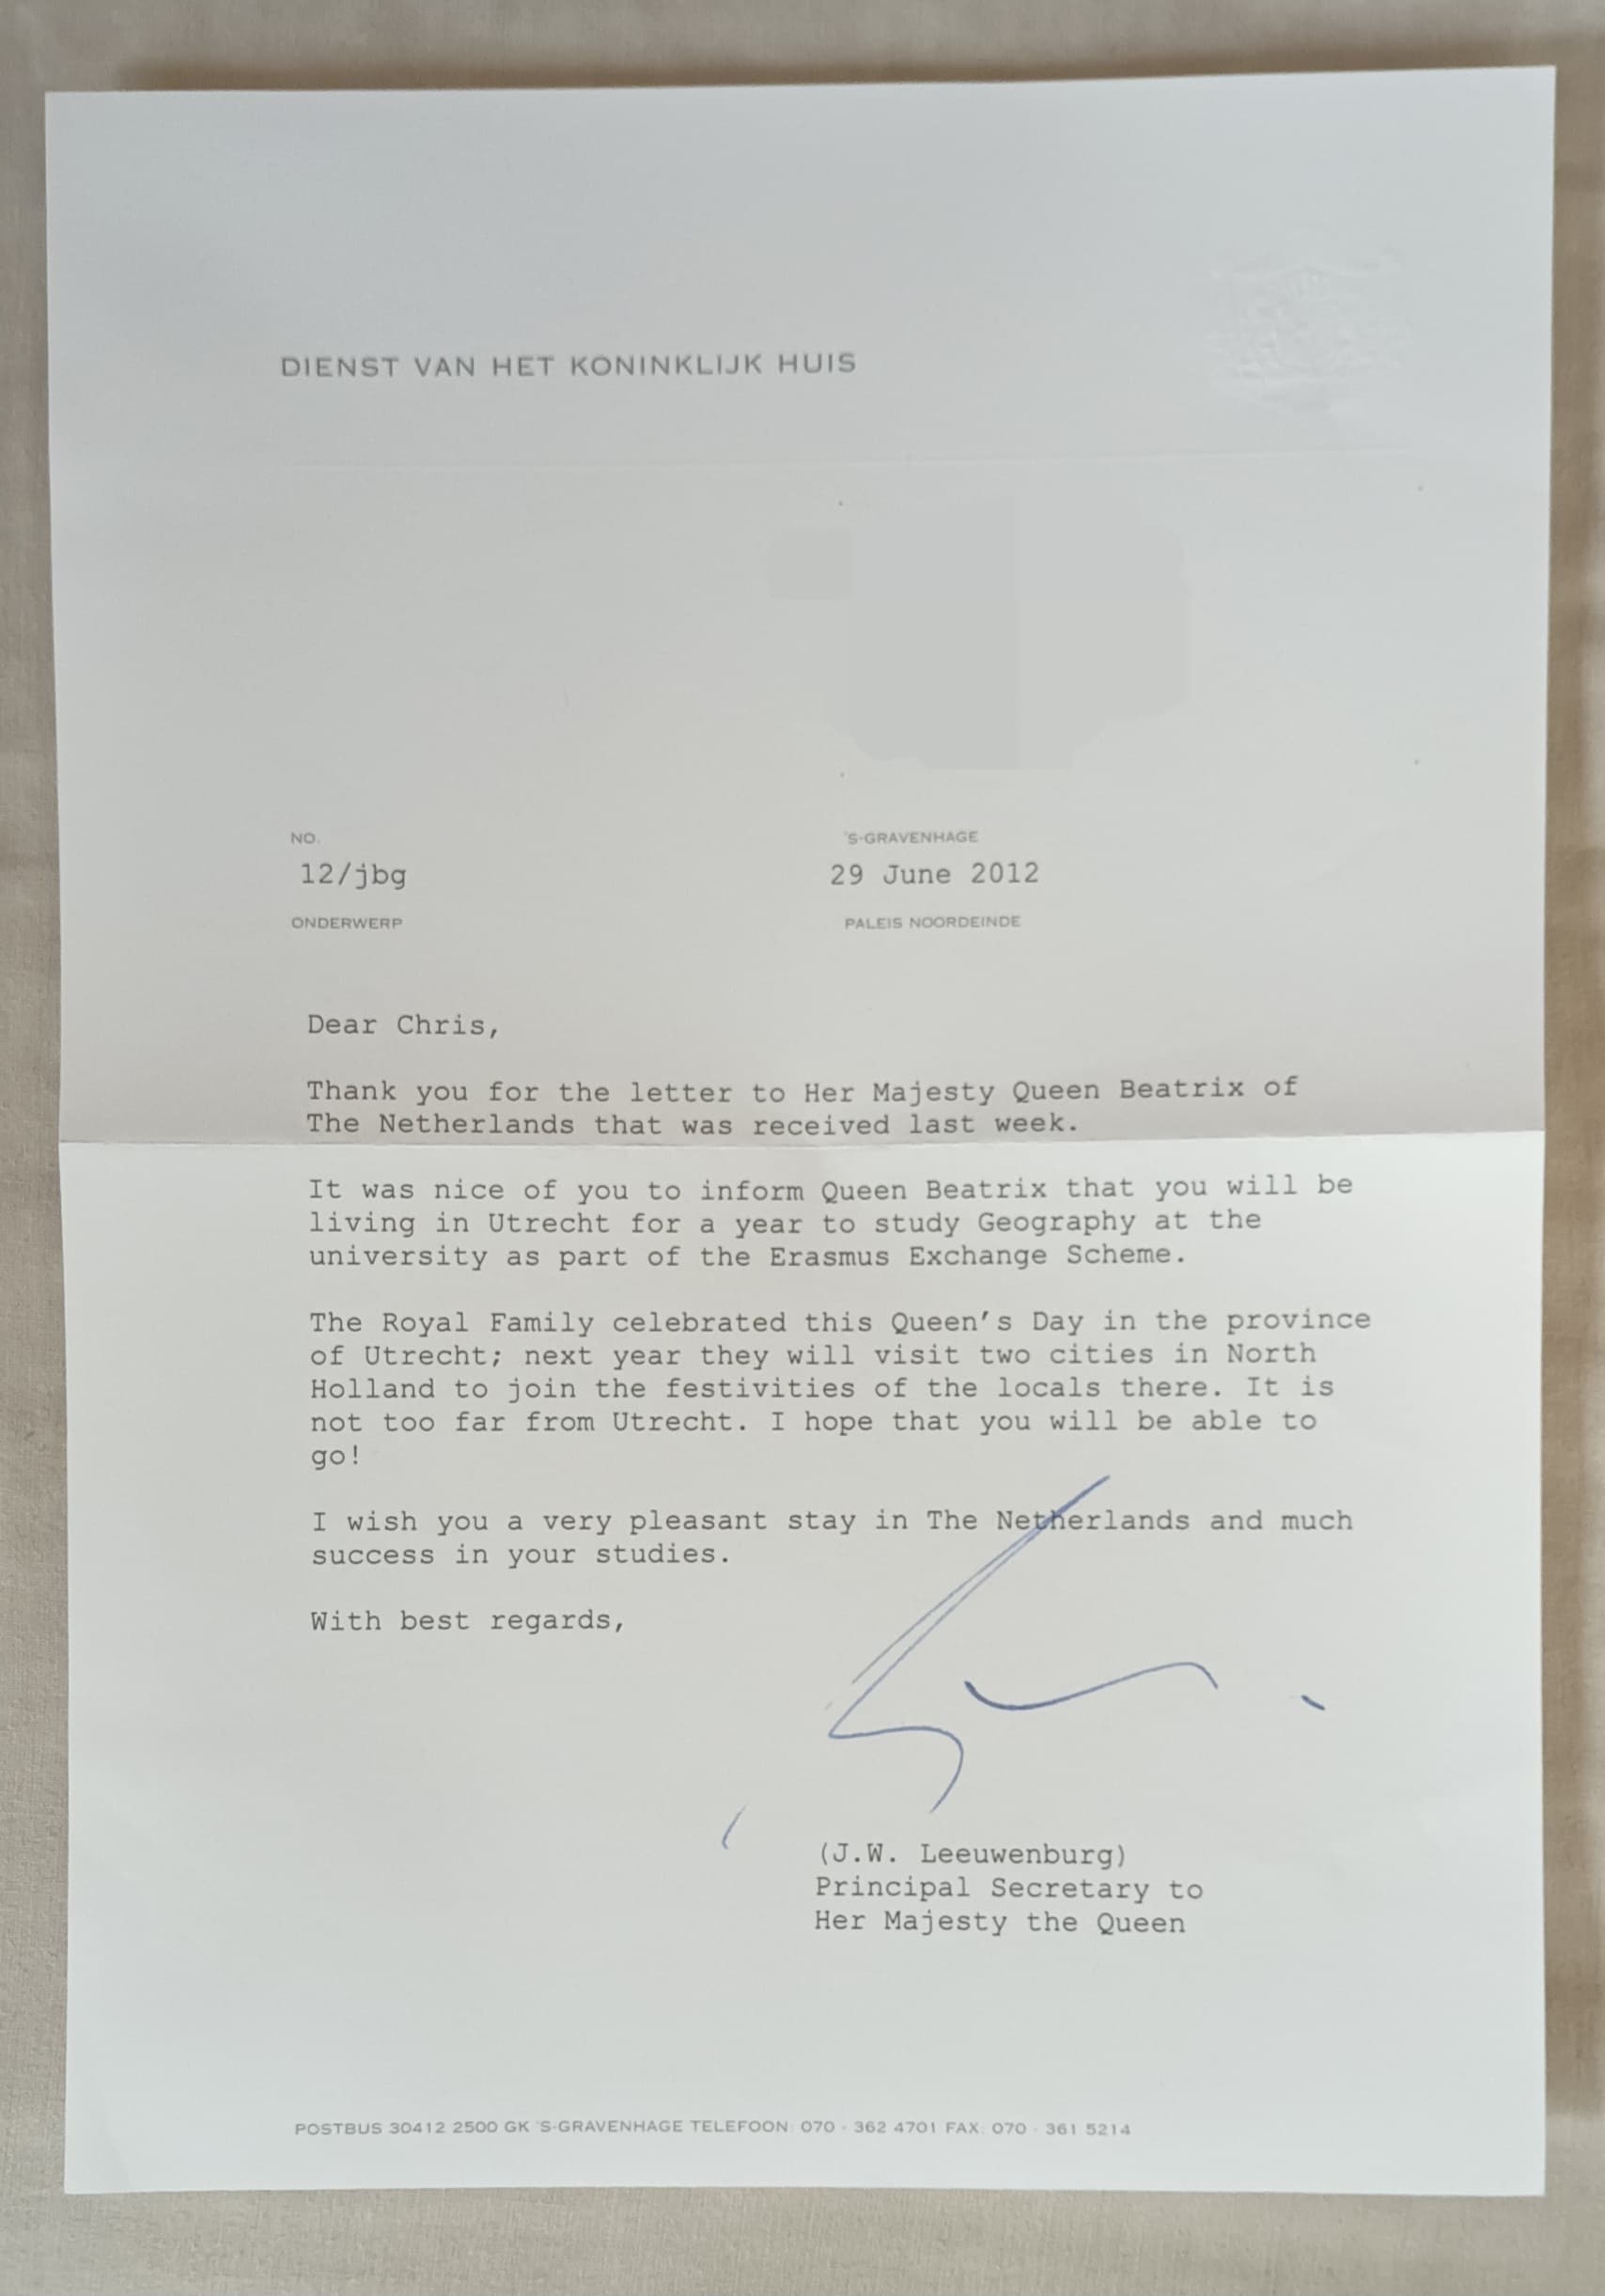 DIENST VAN HET KONINKLIJK HUIS
NO.
12/jbg
ONDERWERP
'S-GRAVENHAGE
29 June 2012
PALEIS NOORDEINDE
Dear Chris,
Thank you for the letter to Her Majesty Queen Beatrix of
The Netherlands that was received last week.
It was nice of you to inform Queen Beatrix that you will be
living in Utrecht for a year to study Geography at the
university as part of the Erasmus Exchange Scheme.
The Royal Family celebrated this Queen's Day in the province
of Utrecht; next year they will visit two cities in North
Holland to join the festivities of the locals there. It is
not too far from Utrecht. I hope that you will be able to
go!
I wish you a very pleasant stay in The Netherlands and much
success in your studies.
With best regards,
(J.W. Leeuwenburg)
Principal Secretary to
Her Majesty the Queen
POSTBUS 30412 2500 GK 'S-GRAVENHAGE TELEFOON: 070 - 362 4701 FAX: 070 - 361 5214